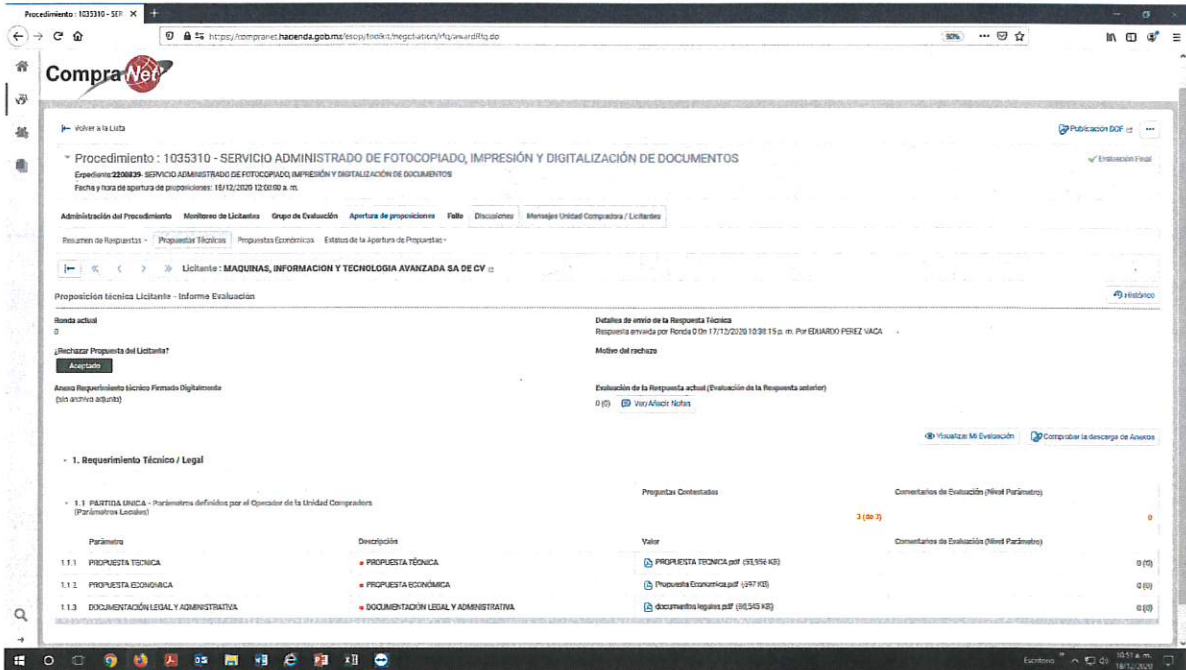 Procedimiento : 1035310 - SER
https://compranet.hacienda.gob.mx/esop/toolkit/negotiation/rfq/awardRfq.do
90%
CompraNet
Volver a la Lista
Publicación DOF
Procedimiento : 1035310 - SERVICIO ADMINISTRADO DE FOTOCOPIADO, IMPRESIÓN Y DIGITALIZACIÓN DE DOCUMENTOS
Evaluación Final
Expediente:2200839- SERVICIO ADMINISTRADO DE FOTOCOPIADO, IMPRESIÓN Y DIGITALIZACIÓN DE DOCUMENTOS
Fecha y hora de apertura de proposiciones: 18/12/2020 12:00:00 a. m.
Administración del Procedimiento Monitoreo de Licitantes Grupo de Evaluación Apertura de proposiciones Fallo Discusiones Mensajes Unidad Compradora / Licitantes
Resumen de Respuestas Propuestas Técnicas Propuestas Económicas Estatus de la Apertura de Propuestas
Licitante : MAQUINAS, INFORMACION Y TECNOLOGIA AVANZADA SA DE CV
Proposición técnica Licitante - Informe Evaluación
Histórico
Ronda actual
0
Detalles de envío de la Respuesta Técnica
Respuesta enviada por Ronda 0 On 17/12/2020 10:38:15 p. m. Por EDUARDO PEREZ VACA
¿Rechazar Propuesta del Licitante?
Aceptado
Motivo del rechazo
Anexo Requerimiento técnico Firmado Digitalmente
(sin archivo adjunto)
Evaluación de la Respuesta actual (Evaluación de la Respuesta anterior)
0 (0) Ver/Añadir Notas
Visualizar Mi Evaluación Comprobar la descarga de Anexos
- 1. Requerimiento Técnico / Legal
- 1.1 PARTIDA UNICA - Parámetros definidos por el Operador de la Unidad Compradora
(Parámetros Locales)
Preguntas Contestadas
3 (de 3)
Comentarios de Evaluación (Nivel Parámetro)
0
Parámetro Descripción Valor Comentarios de Evaluación (Nivel Parámetro)
1.1.1 PROPUESTA TECNICA PROPUESTA TÉCNICA PROPUESTA TECNICA.pdf (53,956 KB) 0 (0)
1.1.2 PROPUESTA ECONOMICA PROPUESTA ECONÓMICA Propuesta Economica.pdf (597 KB) 0 (0)
1.1.3 DOCUMENTACIÓN LEGAL Y ADMINISTRATIVA DOCUMENTACIÓN LEGAL Y ADMINISTRATIVA documentos legales.pdf (86,545 KB) 0 (0)
Escritorio
10:51 a. m.
18/12/2020